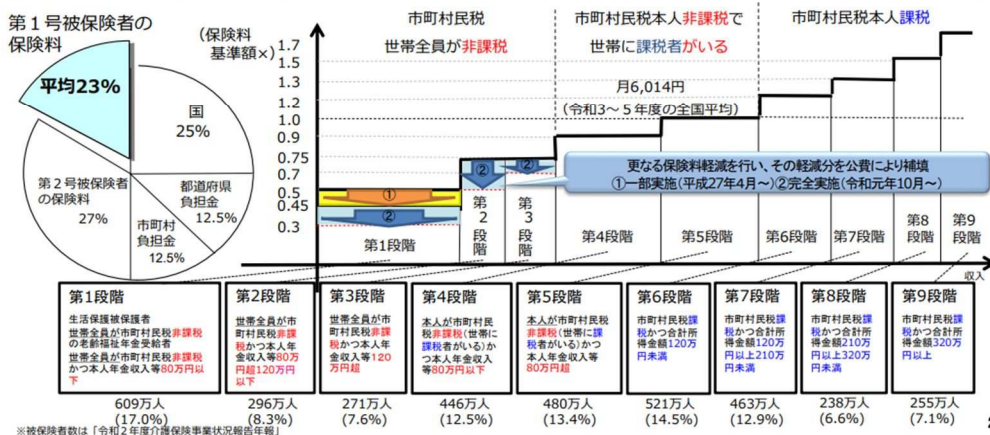 第１号被保険者の
保険料
平均23%
国
25%
都道府県
負担金
12.5%
市町村
負担金
12.5%
第２号被保険者
の保険料
27%
(保険料
基準額×)
市町村民税
世帯全員が非課税
市町村民税本人非課税で
世帯に課税者がいる
市町村民税本人課税
1.7
1.5
1.3
1.2
1.0
0.9
0.75
0.5
0.45
0.3
月6,014円
(令和3～５年度の全国平均)
更なる保険料軽減を行い、その軽減分を公費により補填
①一部実施(平成27年4月～)②完全実施(令和元年10月～)
①
②
②
②
第1段階
第2段階
第3段階
第4段階
第5段階
第6段階
第7段階
第8
段階
第9
段階
収入
第1段階
生活保護被保護者
世帯全員が市町村民税非課税
の老齢福祉年金受給者
世帯全員が市町村民税非課税
かつ本人年金収入等80万円以
下
第2段階
世帯全員が市
町村民税非課
税かつ本人年
金収入等80万
円超120万円
以下
第3段階
世帯全員が市
町村民税非課
税かつ本人年
金収入等120
万円超
第4段階
本人が市町村民
税非課税(世帯に
課税者がいる)か
つ本人年金収入
等80万円以下
第5段階
本人が市町村民税
非課税(世帯に課
税者がいる)かつ
本人年金収入等
80万円超
第6段階
市町村民税課
税かつ合計所
得金額120万
円未満
第7段階
市町村民税課
税かつ合計所
得金額120万
円以上210万
円未満
第8段階
市町村民税課
税かつ合計所
得金額210万
円以上320万
円未満
第9段階
市町村民税課
税かつ合計所
得金額320万
円以上
609万人
(17.0%)
296万人
(8.3%)
271万人
(7.6%)
446万人
(12.5%)
480万人
(13.4%)
521万人
(14.5%)
463万人
(12.9%)
238万人
(6.6%)
255万人
(7.1%)
※被保険者数は「令和２年度介護保険事業状況報告年報」